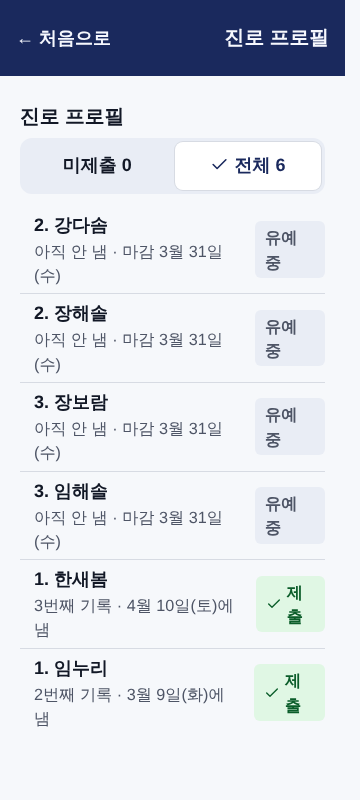 ← 처음으로
진로 프로필
진로 프로필
미제출 0
전체 6
2. 강다솜
아직 안 냄 · 마감 3월 31일
(수)
유예
중
2. 장해솔
아직 안 냄 · 마감 3월 31일
(수)
유예
중
3. 장보람
아직 안 냄 · 마감 3월 31일
(수)
유예
중
3. 임해솔
아직 안 냄 · 마감 3월 31일
(수)
유예
중
1. 한새봄
3번째 기록 · 4월 10일(토)에
냄
제
출
1. 임누리
2번째 기록 · 3월 9일(화)에
냄
제
출